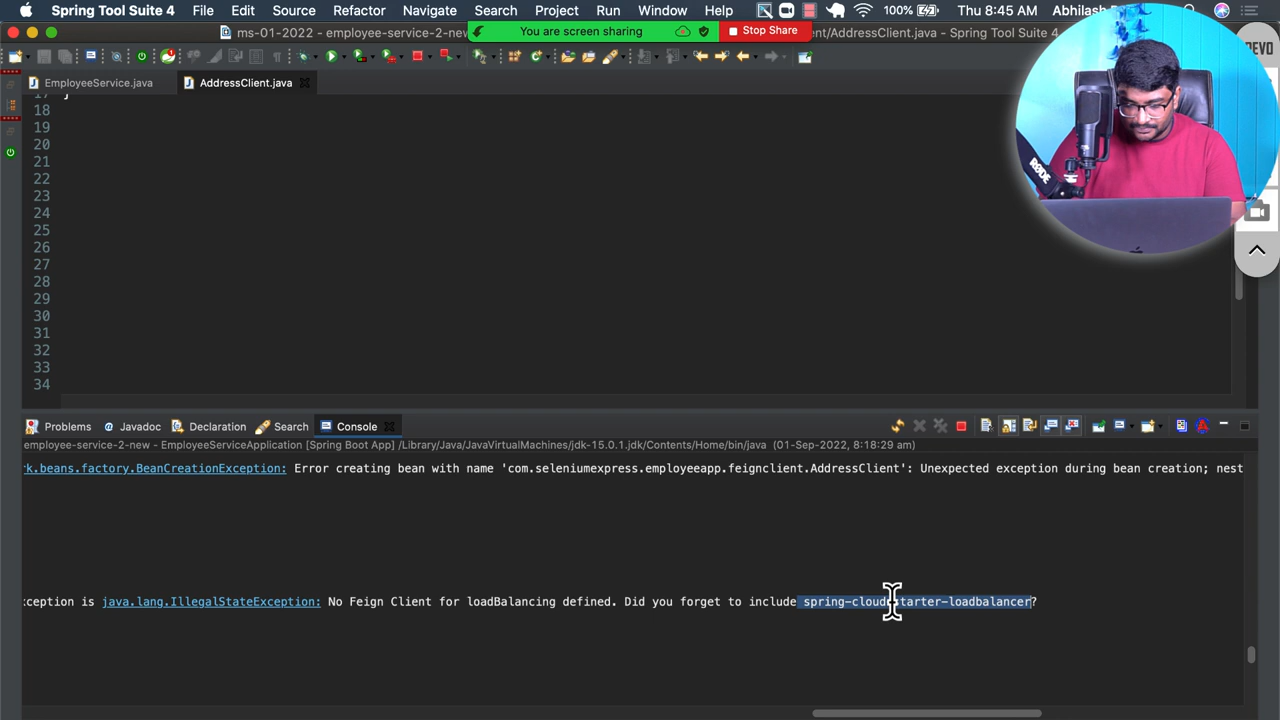 Spring Tool Suite 4 File Edit Source Refactor Navigate Search Project Run Window Help 100% Thu 8:45 AM Abhilash
ms-01-2022 - employee-service-2-new You are screen sharing Stop Share nt/AddressClient.java - Spring Tool Suite 4
EmployeeService.java AddressClient.java
17 }
18
19
20
21
22
23
24
25
26
27
28
29
30
31
32
33
34
RØDE
Problems Javadoc Declaration Search Console
employee-service-2-new - EmployeeServiceApplication [Spring Boot App] /Library/Java/JavaVirtualMachines/jdk-15.0.1.jdk/Contents/Home/bin/java (01-Sep-2022, 8:18:29 am)
rk.beans.factory.BeanCreationException: Error creating bean with name 'com.seleniumexpress.employeeapp.feignclient.AddressClient': Unexpected exception during bean creation; nest
ception is java.lang.IllegalStateException: No Feign Client for loadBalancing defined. Did you forget to include spring-cloud-starter-loadbalancer?